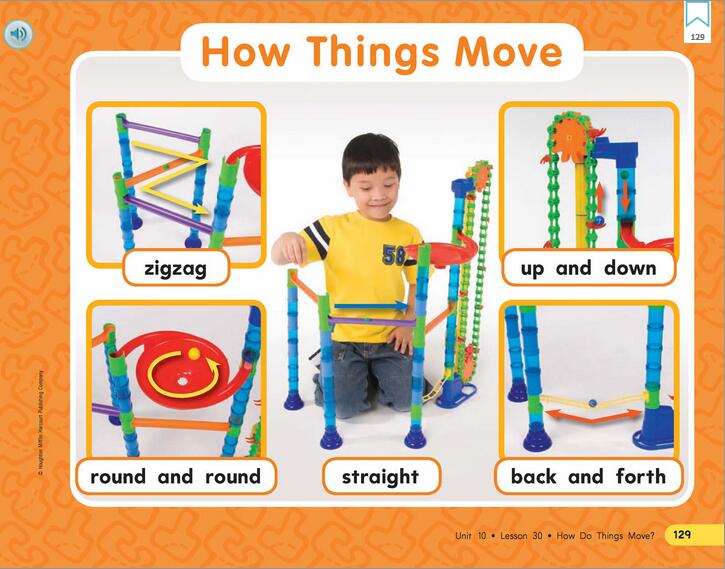 129
How Things Move
zigzag
up and down
58
round and round
straight
back and forth
© Houghton Mifflin Harcourt Publishing Company
Unit 10 • Lesson 30 • How Do Things Move?
129